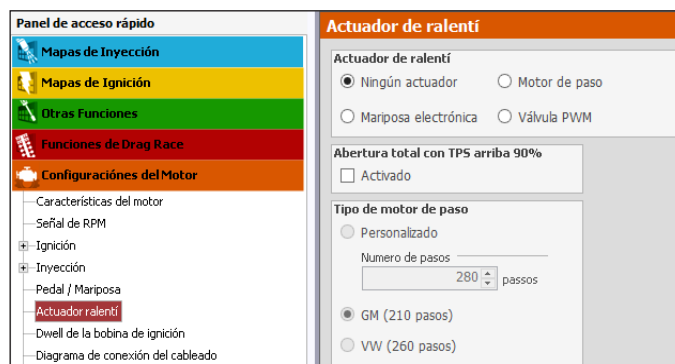 Panel de acceso rápido
Mapas de Inyección
Mapas de Ignición
Otras Funciones
Funciones de Drag Race
Configuraciónes del Motor
Características del motor
Señal de RPM
Ignición
Inyección
Pedal / Mariposa
Actuador ralentí
Dwell de la bobina de ignición
Diagrama de conexión del cableado
Actuador de ralentí
Actuador de ralentí
Ningún actuador
Motor de paso
Mariposa electrónica
Válvula PWM
Abertura total con TPS arriba 90%
Activado
Tipo de motor de paso
Personalizado
Numero de pasos
280 passos
GM (210 pasos)
VW (260 pasos)